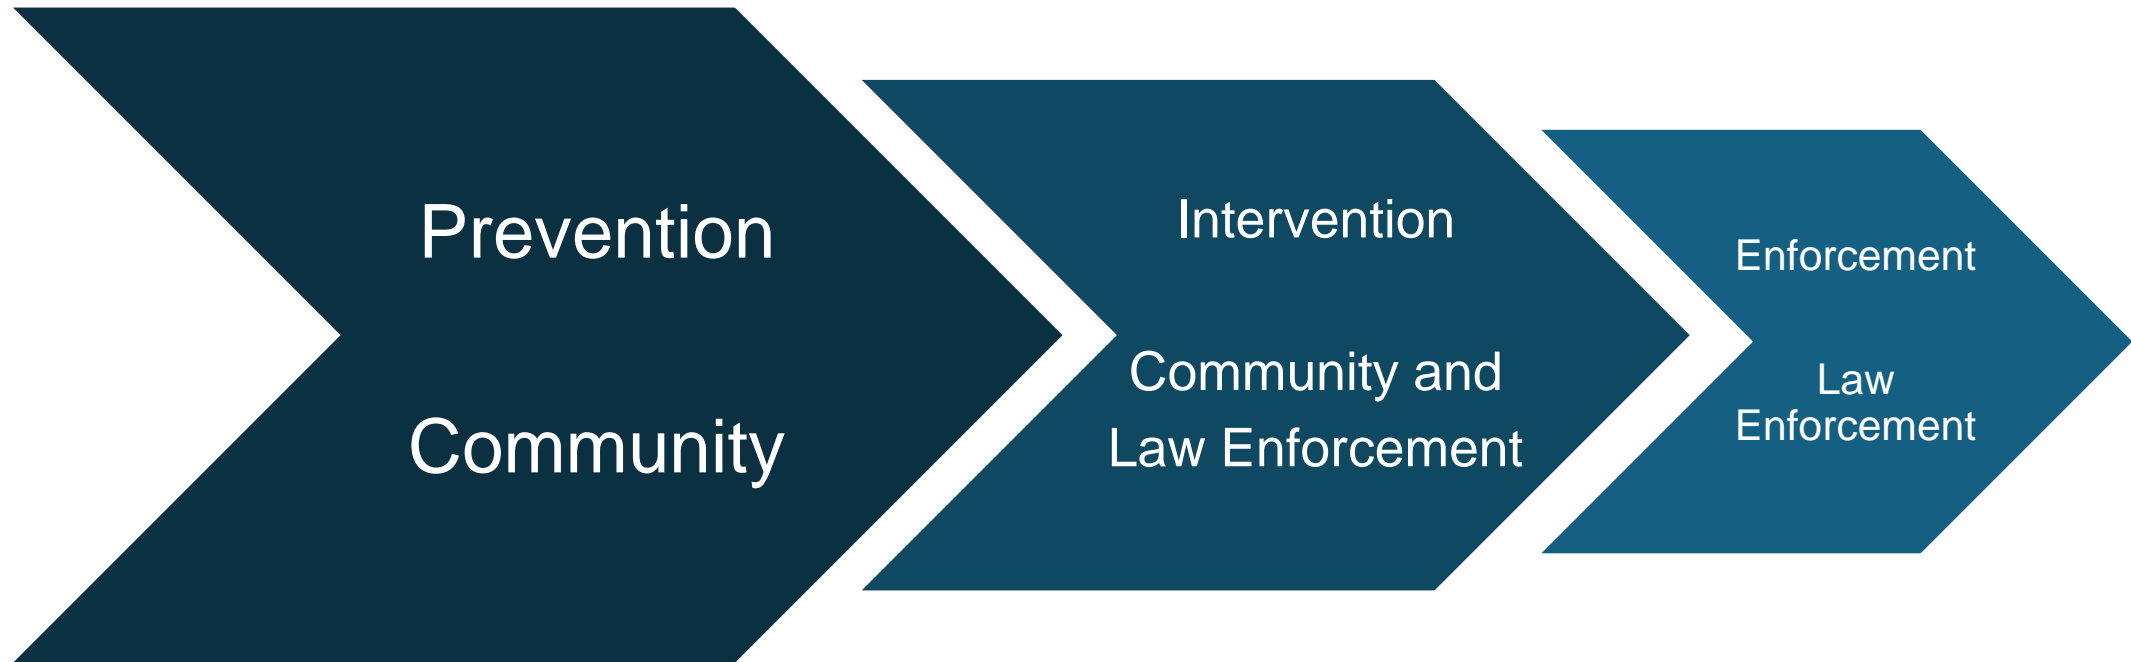 Prevention
Community
Intervention
Community and
Law Enforcement
Enforcement
Law
Enforcement